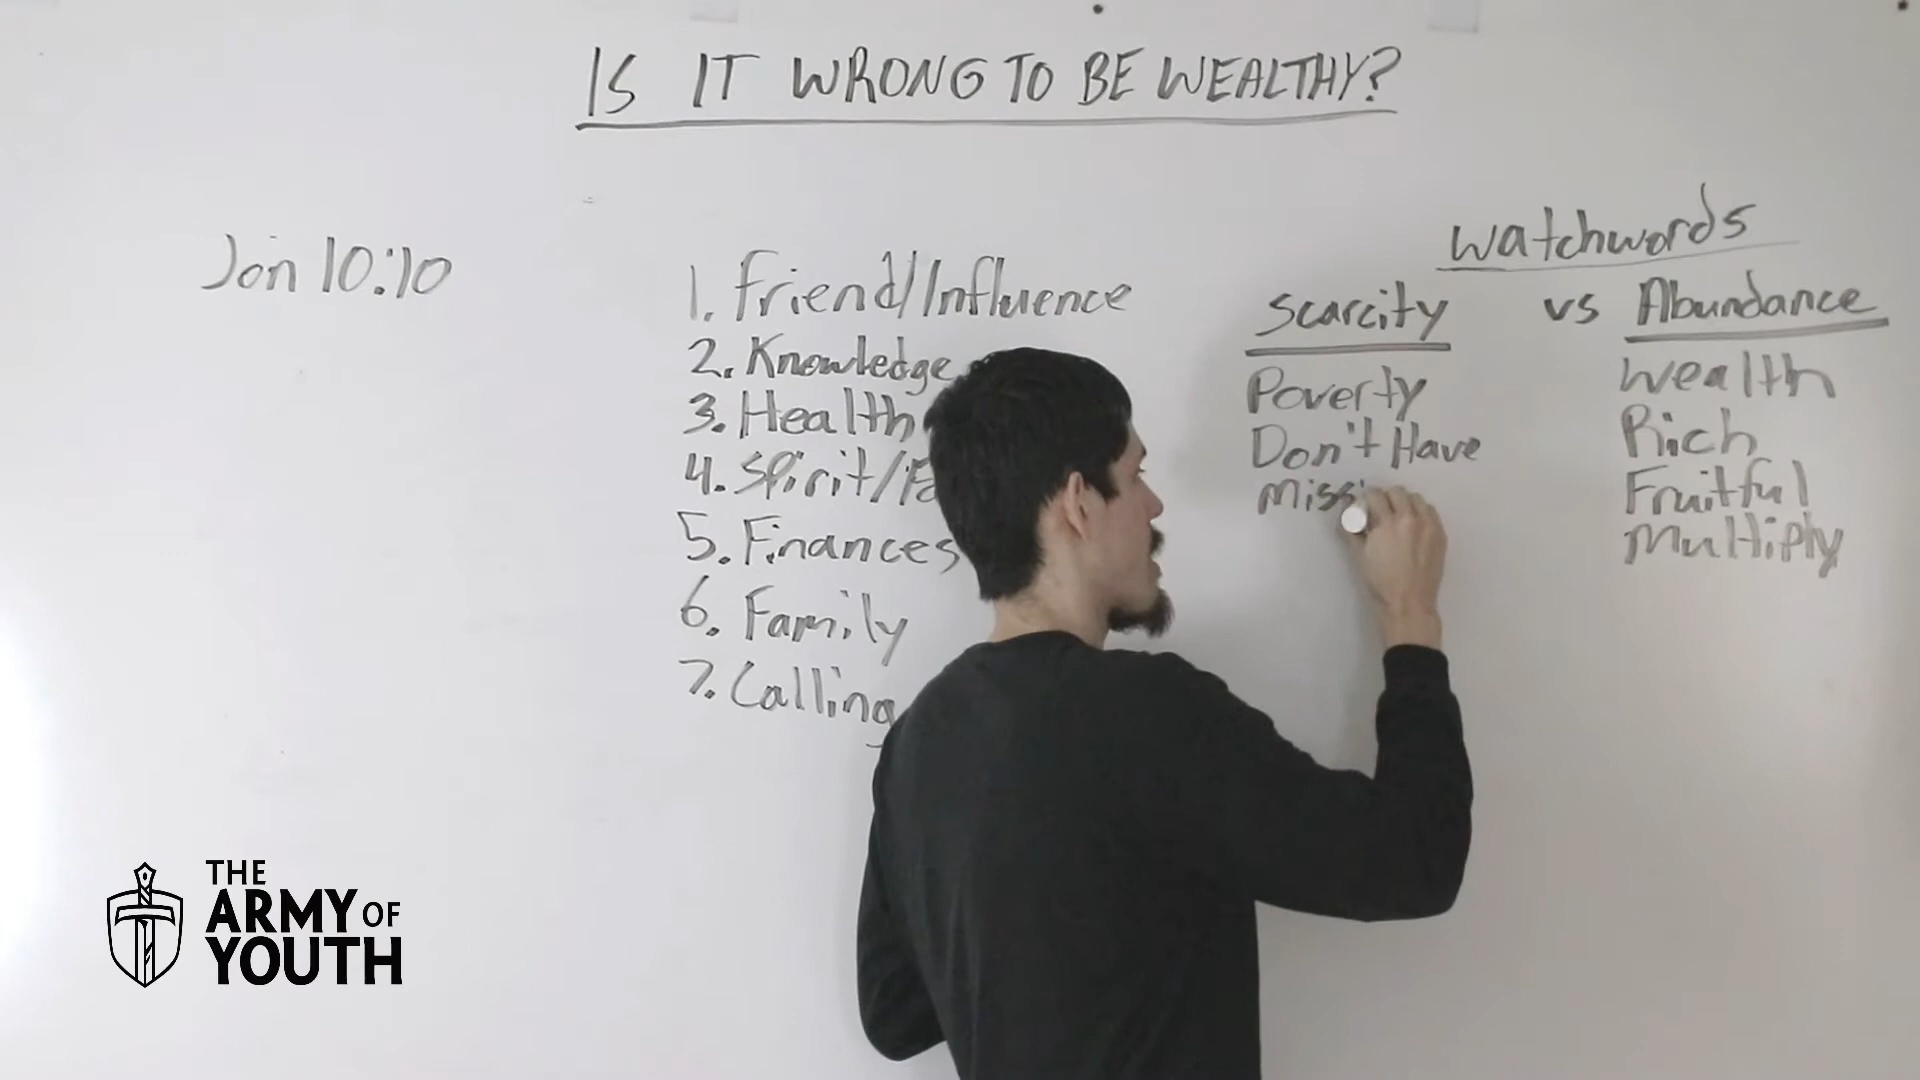 IS IT WRONG TO BE WEALTHY?
Jon 10:10
1. Friend/Influence
2. Knowledge
3. Health
4. Spirit/Fa
5. Finances
6. Family
7. Calling
Watchwords
Scarcity vs Abundance
Poverty
Don't Have
Missi
Wealth
Rich
Fruitful
Multiply
THE
ARMY OF
YOUTH